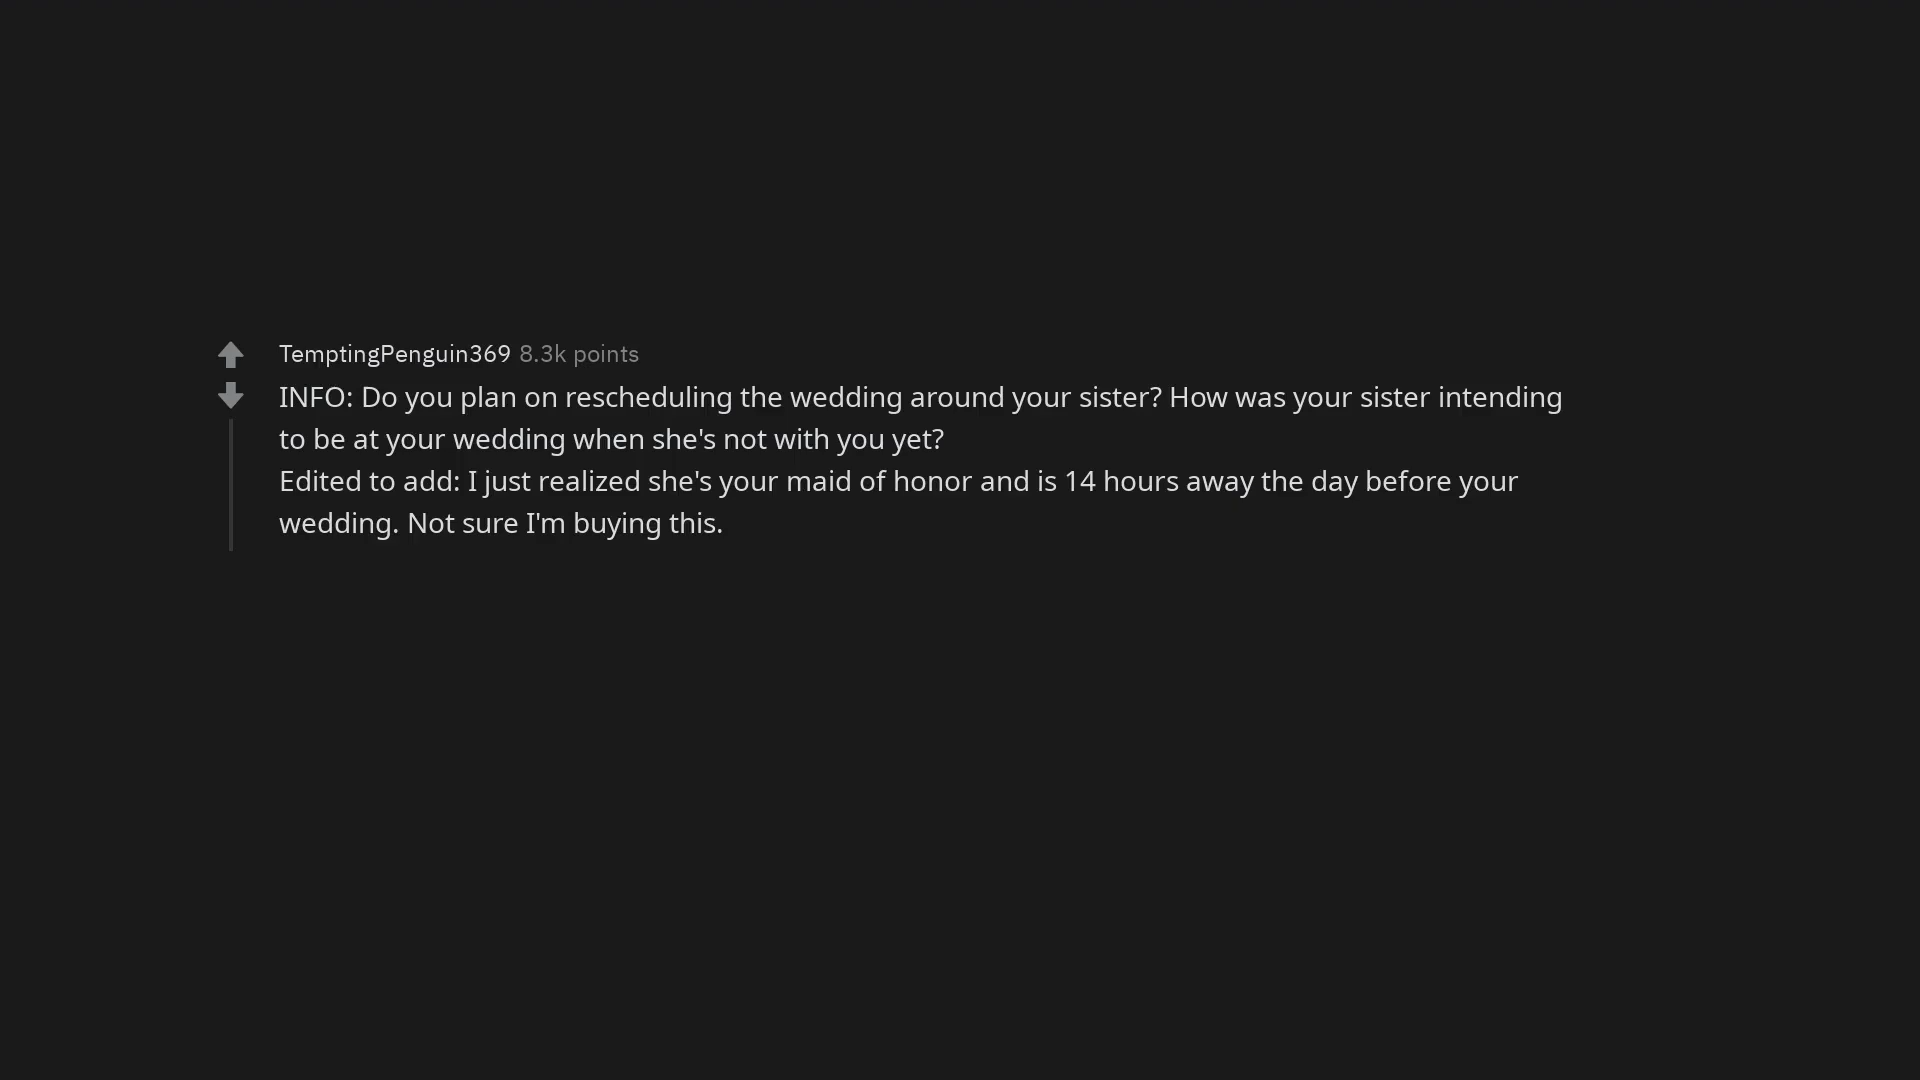 TemptingPenguin369 8.3k points
INFO: Do you plan on rescheduling the wedding around your sister? How was your sister intending
to be at your wedding when she's not with you yet?
Edited to add: I just realized she's your maid of honor and is 14 hours away the day before your
wedding. Not sure I'm buying this.